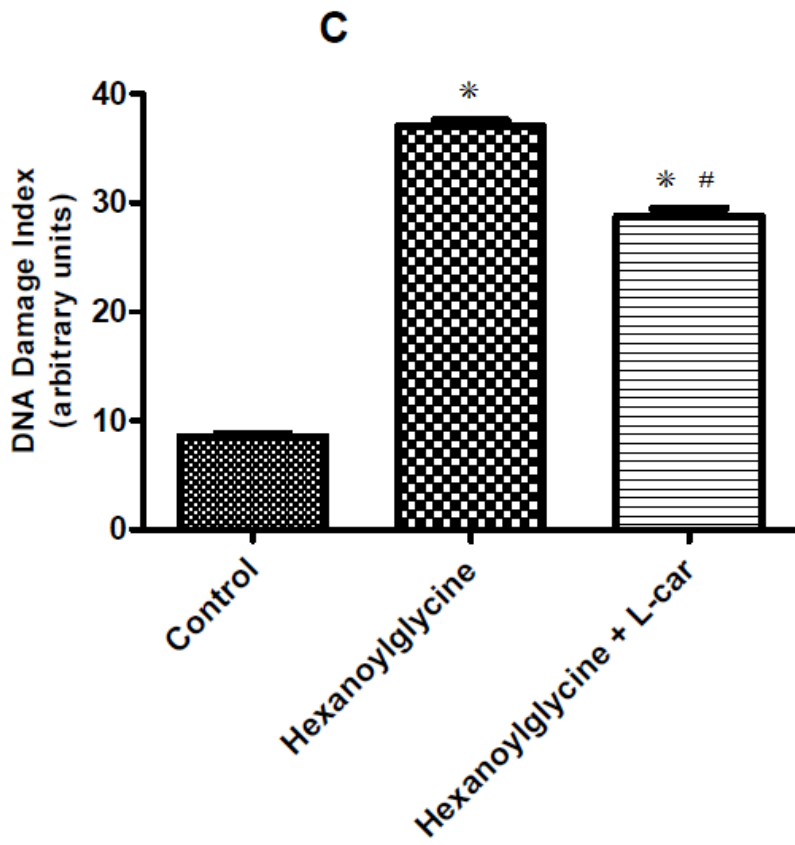 C
DNA Damage Index
(arbitrary units)
40
30
20
10
0
* 
* #
Control
Hexanoylglycine
Hexanoylglycine + L-car